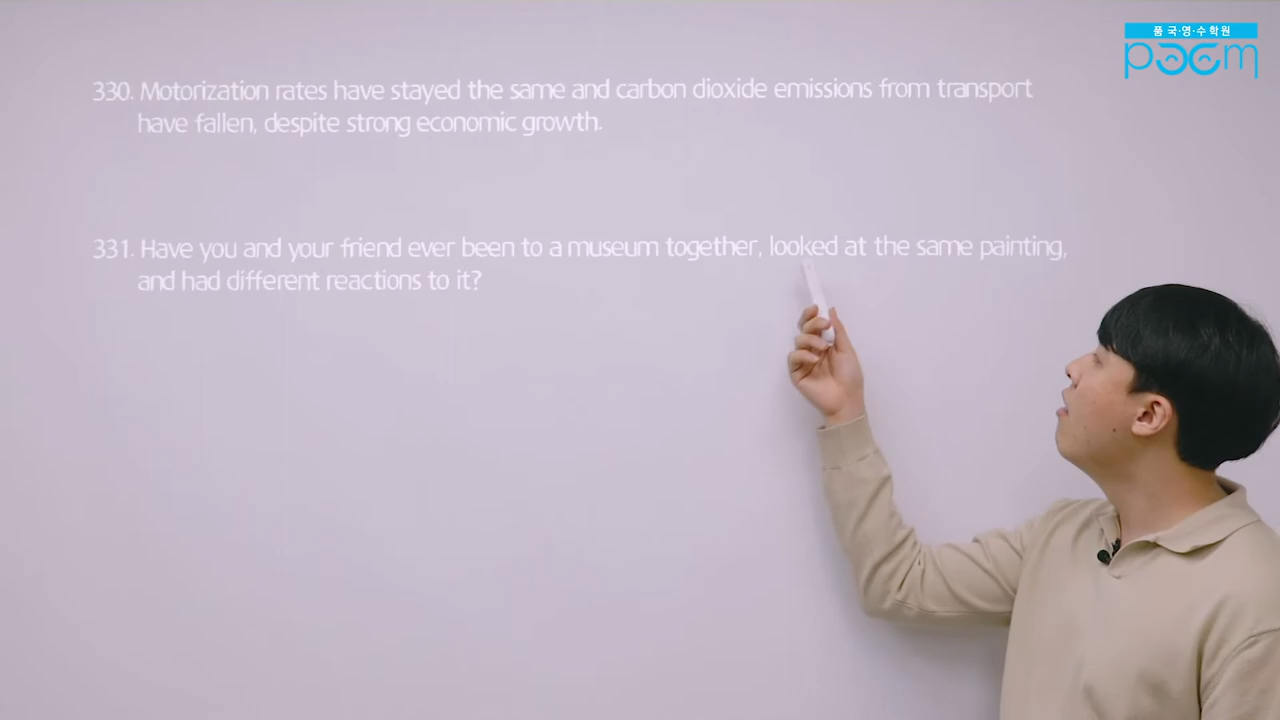 품 국·영·수 학원
poem
330. Motorization rates have stayed the same and carbon dioxide emissions from transport
have fallen, despite strong economic growth.
331. Have you and your friend ever been to a museum together, looked at the same painting,
and had different reactions to it?